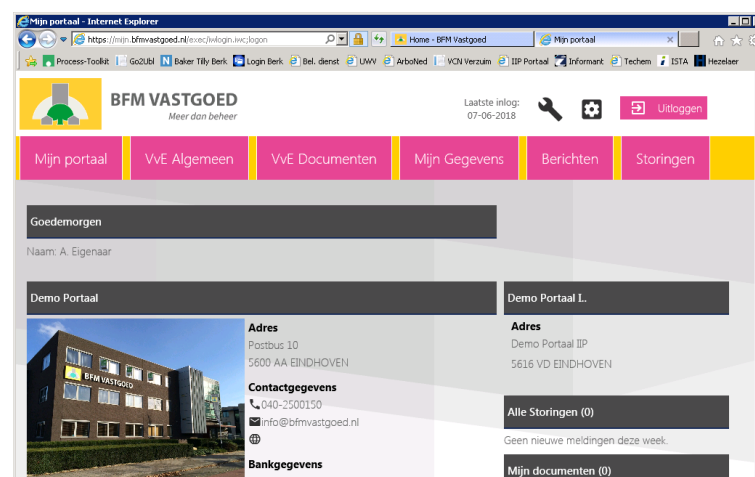 Mijn portaal - Internet Explorer
https://mijn.bfmvastgoed.nl/exec/iwlogin.iwc;logon
Home - BFM Vastgoed
Mijn portaal
Process-Toolkit
Go2Ubl
Baker Tilly Berk
Login Berk
Bel. dienst
UWV
ArboNed
VCN Verzuim
IIP Portaal
Informant
Techem
ISTA
Hezelaer
BFM VASTGOED
Meer dan beheer
Laatste inlog:
07-06-2018
Uitloggen
Mijn portaal
VvE Algemeen
VvE Documenten
Mijn Gegevens
Berichten
Storingen
Goedemorgen
Naam: A. Eigenaar
Demo Portaal
BFM VASTGOED
Adres
Postbus 10
5600 AA EINDHOVEN
Contactgegevens
040-2500150
info@bfmvastgoed.nl
Bankgegevens
Demo Portaal I..
Adres
Demo Portaal IIP
5616 VD EINDHOVEN
Alle Storingen (0)
Geen nieuwe meldingen deze week.
Mijn documenten (0)